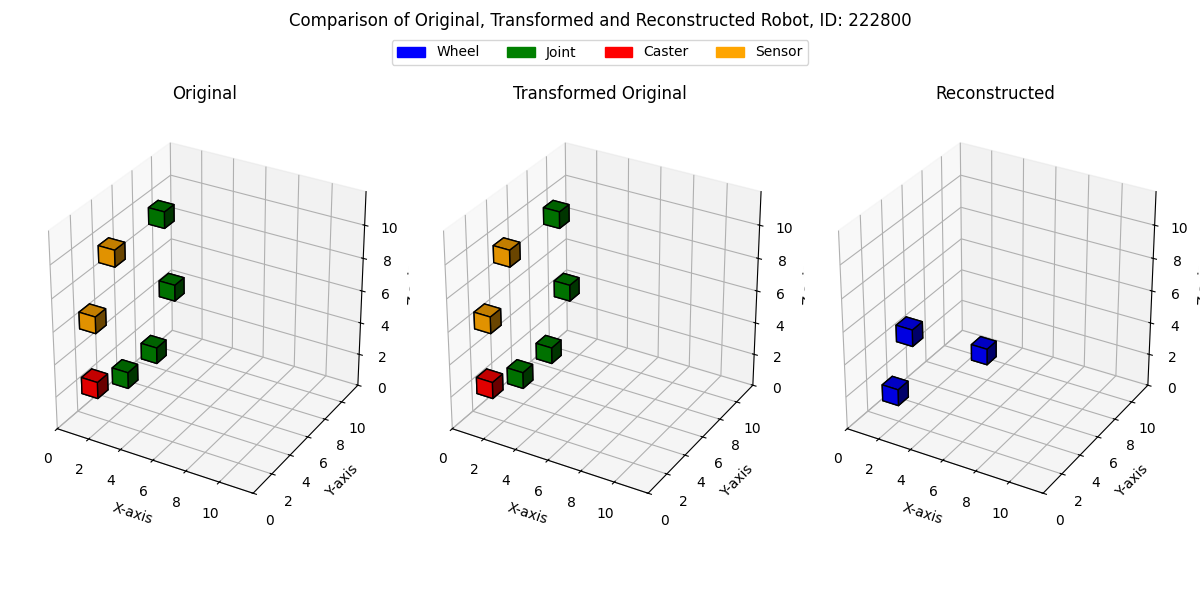 Comparison of Original, Transformed and Reconstructed Robot, ID: 222800
Wheel Joint Caster Sensor
Original
Transformed Original
Reconstructed
0 2 4 6 8 10
X-axis
0 2 4 6 8 10
Y-axis
0 2 4 6 8 10
0 2 4 6 8 10
X-axis
0 2 4 6 8 10
Y-axis
0 2 4 6 8 10
0 2 4 6 8 10
X-axis
0 2 4 6 8 10
Y-axis
0 2 4 6 8 10